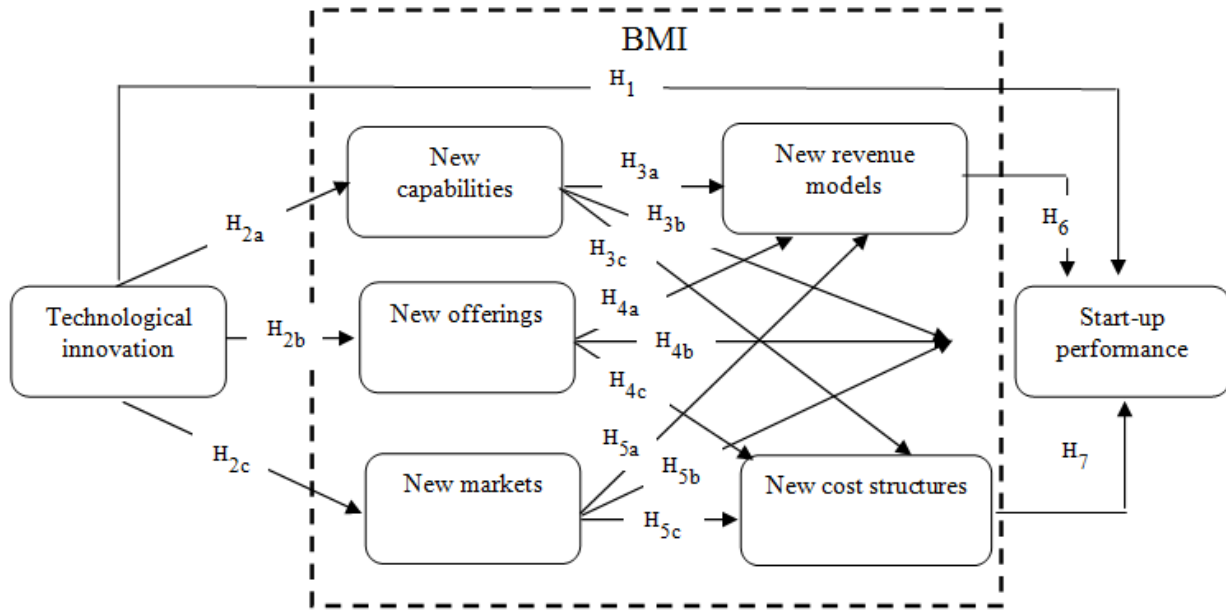 BMI
H1
New
capabilities
H3a
New revenue
models
H2a
H3b
H6
H3c
Technological
innovation
H2b
New offerings
H4a
H4b
Start-up
performance
H4c
H2c
New markets
H5a
H5b
New cost structures
H7
H5c